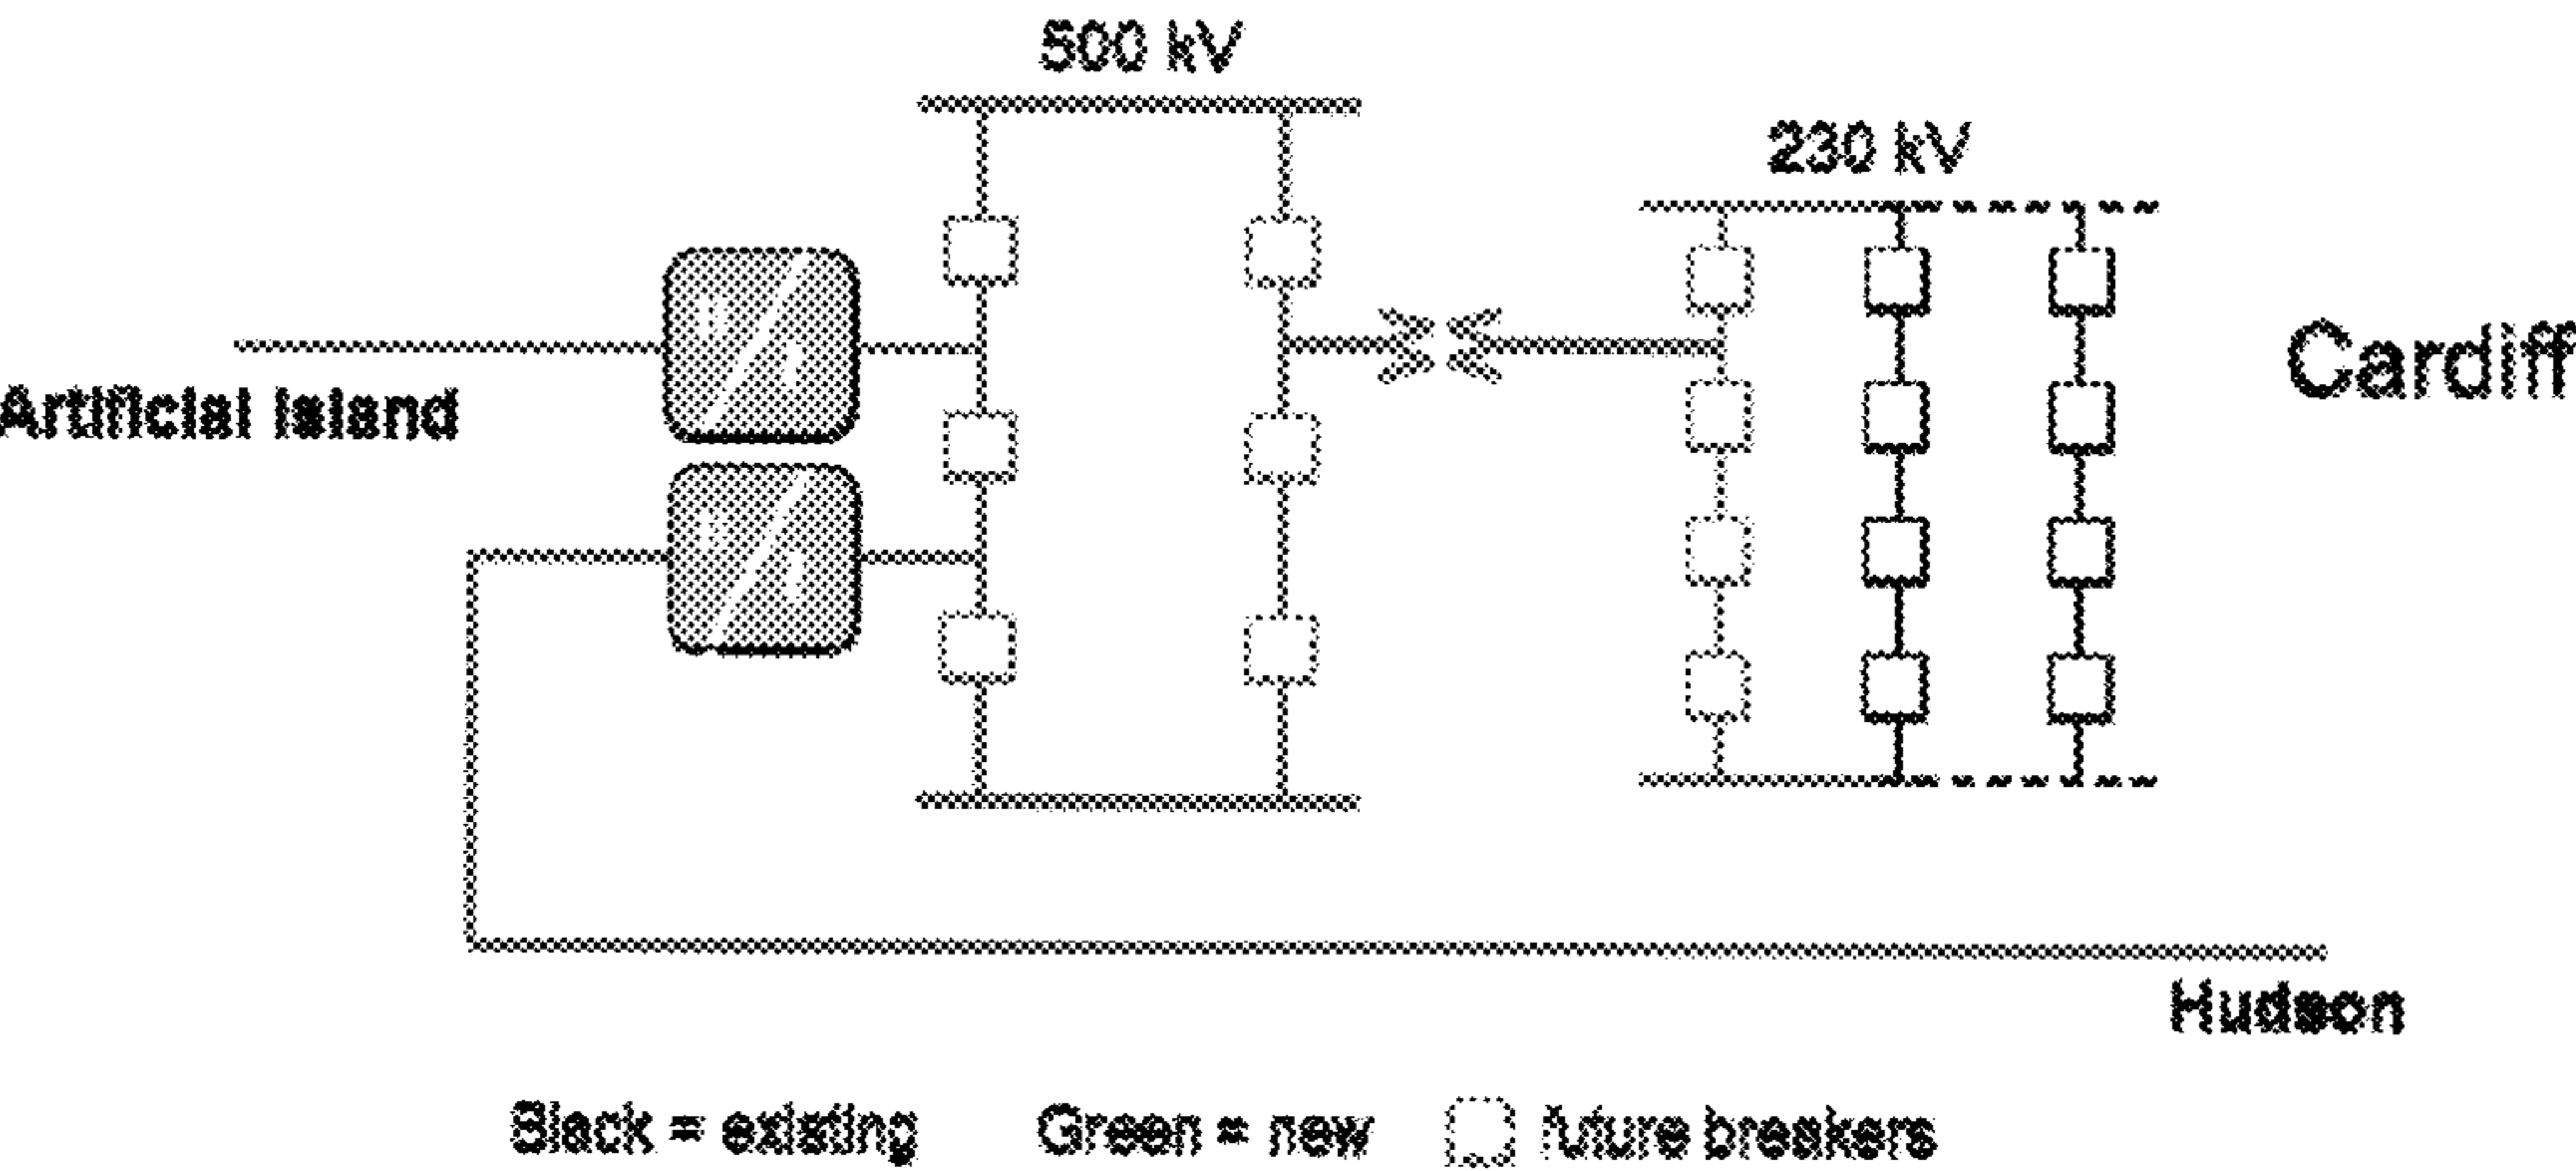 500 kV
230 kV
Cardiff
Artificial Island
Hudson
Black = existing
Green = new
future breakers